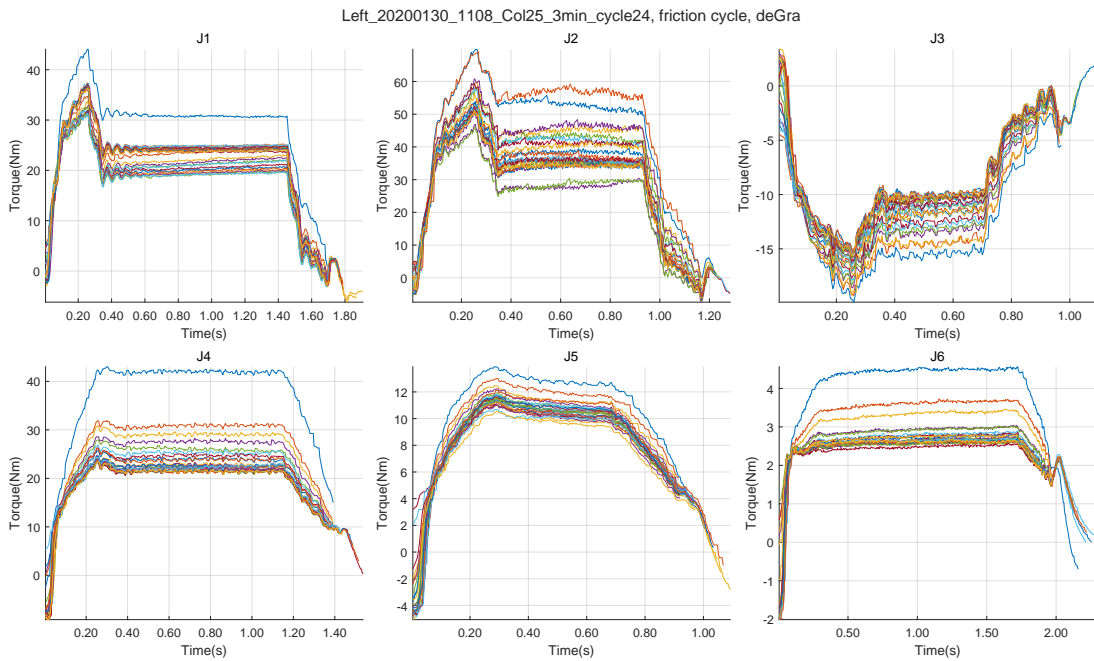 Left_20200130_1108_Col25_3min_cycle24, friction cycle, deGra
J1
Torque(Nm)
40
30
20
10
0
0.20 0.40 0.60 0.80 1.00 1.20 1.40 1.60 1.80
Time(s)
J2
Torque(Nm)
60
50
40
30
20
10
0
0.20 0.40 0.60 0.80 1.00 1.20
Time(s)
J3
Torque(Nm)
0
-5
-10
-15
0.20 0.40 0.60 0.80 1.00
Time(s)
J4
Torque(Nm)
40
30
20
10
0
0.20 0.40 0.60 0.80 1.00 1.20 1.40
Time(s)
J5
Torque(Nm)
12
10
8
6
4
2
0
-2
-4
0.20 0.40 0.60 0.80 1.00
Time(s)
J6
Torque(Nm)
4
3
2
1
0
-1
-2
0.50 1.00 1.50 2.00
Time(s)